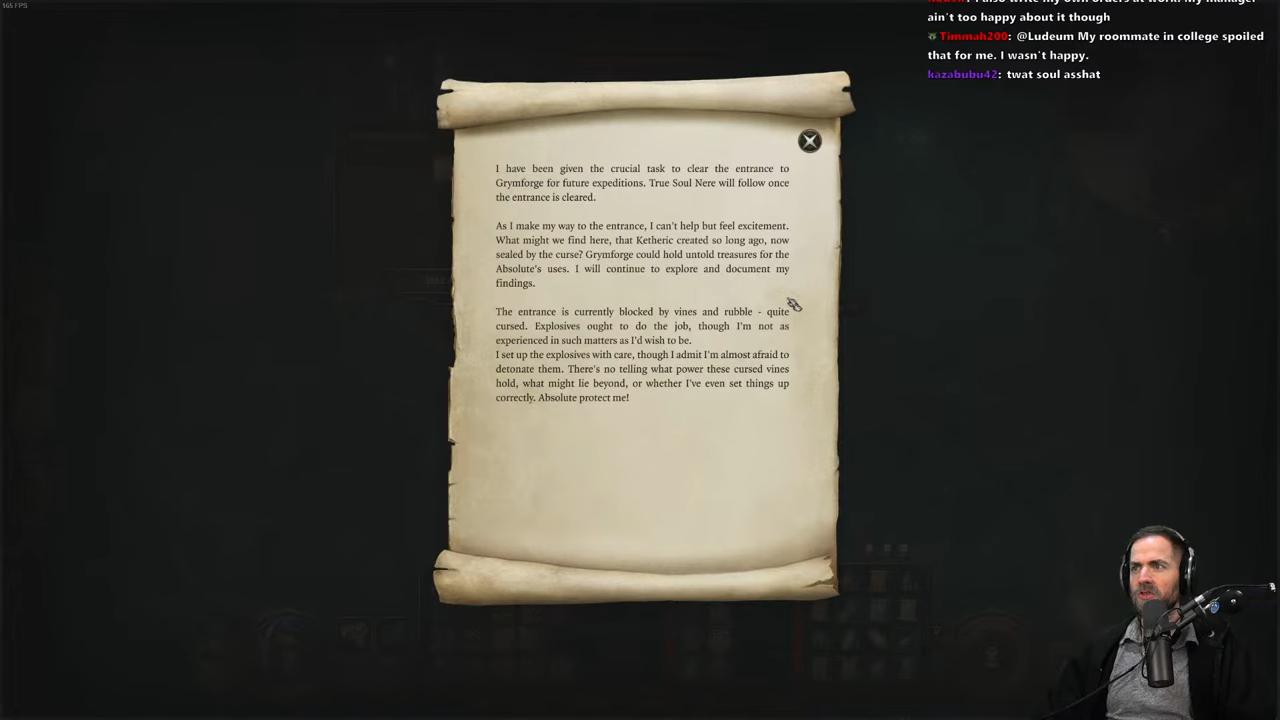 165 FPS
ain't too happy about it though
Timmah200: @Ludeum My roommate in college spoiled
that for me. I wasn't happy.
kazabubu42: twat soul asshat
I have been given the crucial task to clear the entrance to
Grymforge for future expeditions. True Soul Nere will follow once
the entrance is cleared.
As I make my way to the entrance, I can't help but feel excitement.
What might we find here, that Ketheric created so long ago, now
sealed by the curse? Grymforge could hold untold treasures for the
Absolute's uses. I will continue to explore and document my
findings.
The entrance is currently blocked by vines and rubble - quite
cursed. Explosives ought to do the job, though I'm not as
experienced in such matters as I'd wish to be.
I set up the explosives with care, though I admit I'm almost afraid to
detonate them. There's no telling what power these cursed vines
hold, what might lie beyond, or whether I've even set things up
correctly. Absolute protect me!